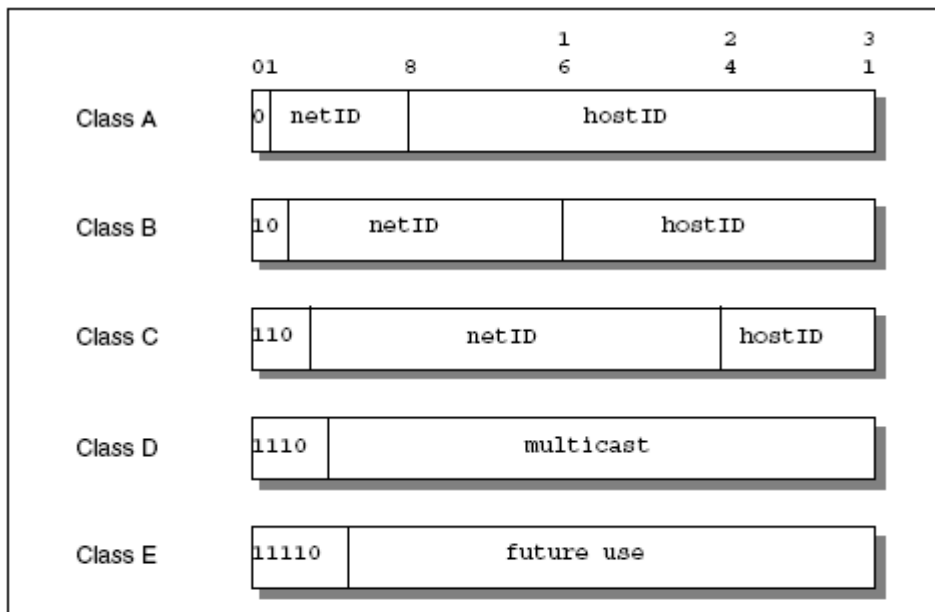 1 2 3
01 8 6 4 1
Class A 0 netID hostID
Class B 10 netID hostID
Class C 110 netID hostID
Class D 1110 multicast
Class E 11110 future use